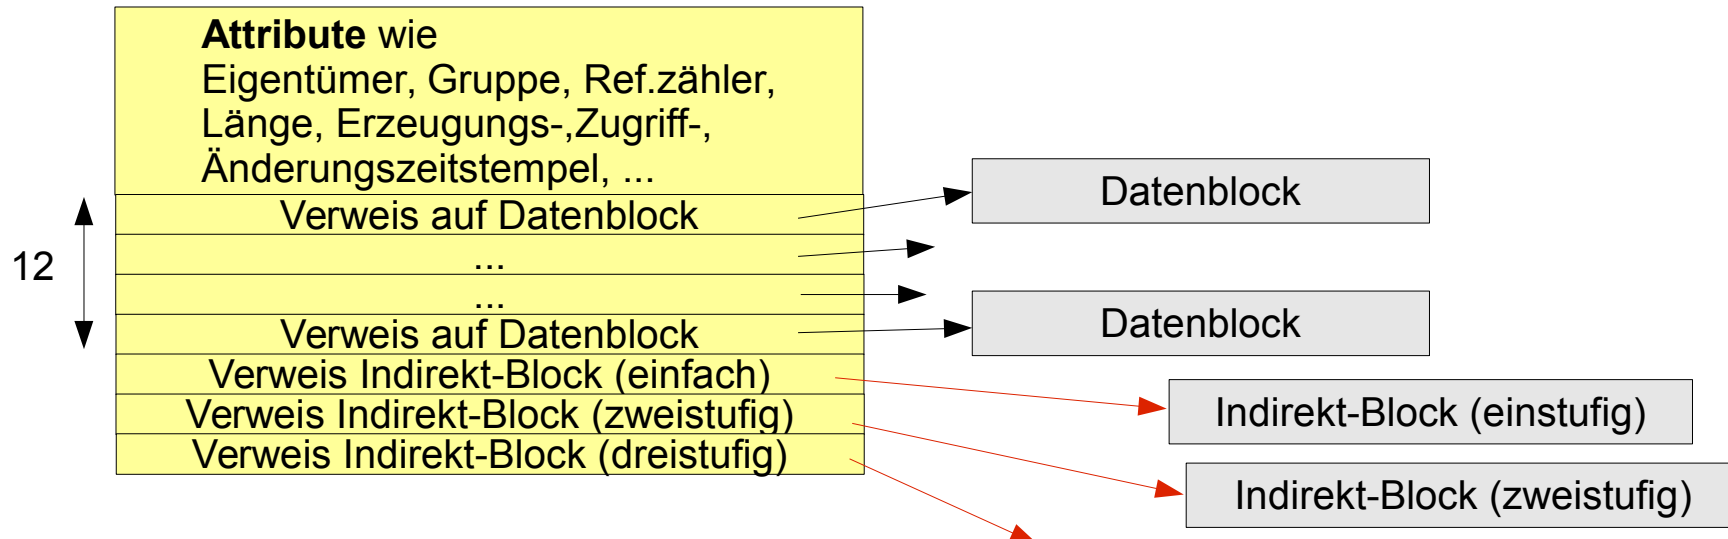 Attribute wie
Eigentümer, Gruppe, Ref.zähler,
Länge, Erzeugungs-,Zugriff-,
Änderungszeitstempel, ...
12
Verweis auf Datenblock
...
...
Verweis auf Datenblock
Verweis Indirekt-Block (einfach)
Verweis Indirekt-Block (zweistufig)
Verweis Indirekt-Block (dreistufig)
Datenblock
Datenblock
Indirekt-Block (einstufig)
Indirekt-Block (zweistufig)